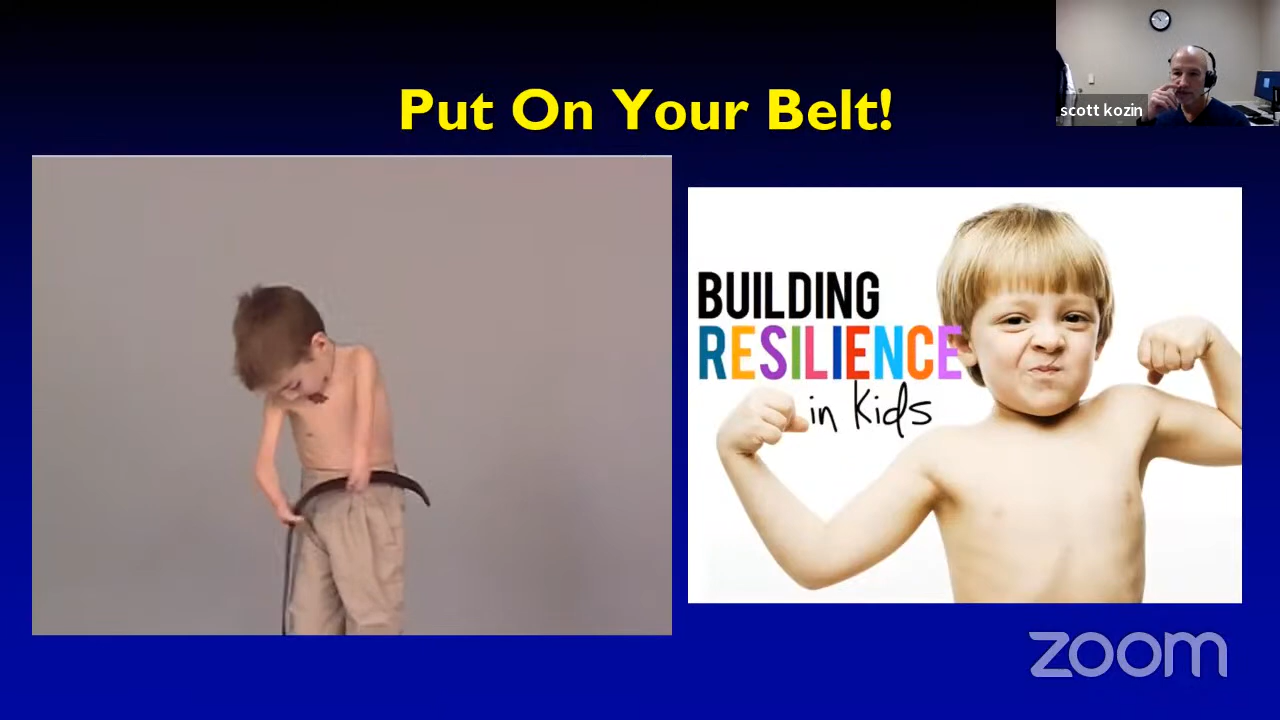 Put On Your Belt!
scott kozin
BUILDING
RESILIENCE
in kids
zoom